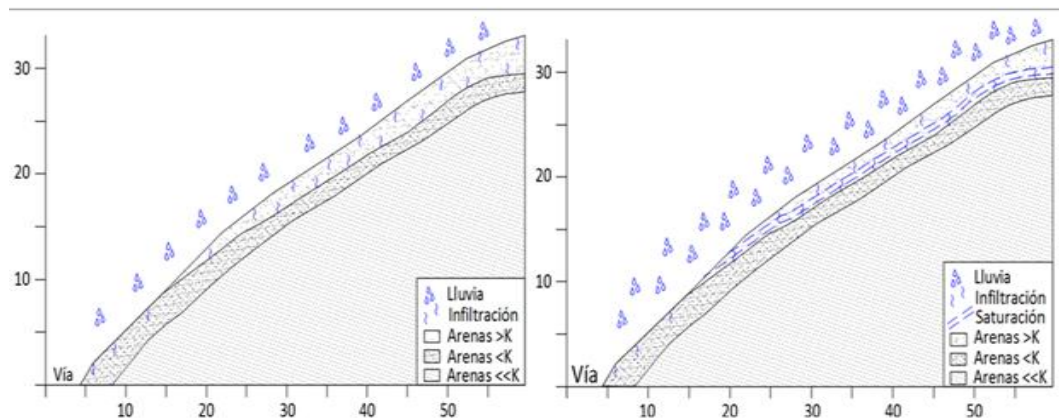 30
20
10
Vía
10 20 30 40 50
Lluvia
Infiltración
Arenas >K
Arenas <K
Arenas <<K
30
20
10
Vía
10 20 30 40 50
Lluvia
Infiltración
Saturación
Arenas >K
Arenas <K
Arenas <<K